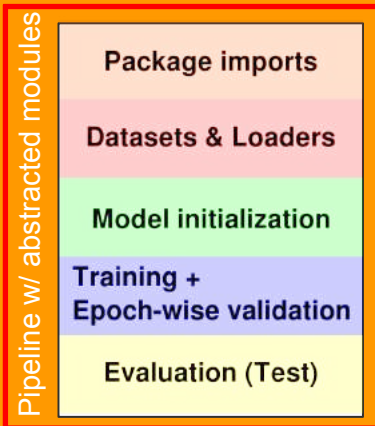 Pipeline w/ abstracted modules
Package imports
Datasets & Loaders
Model initialization
Training +
Epoch-wise validation
Evaluation (Test)